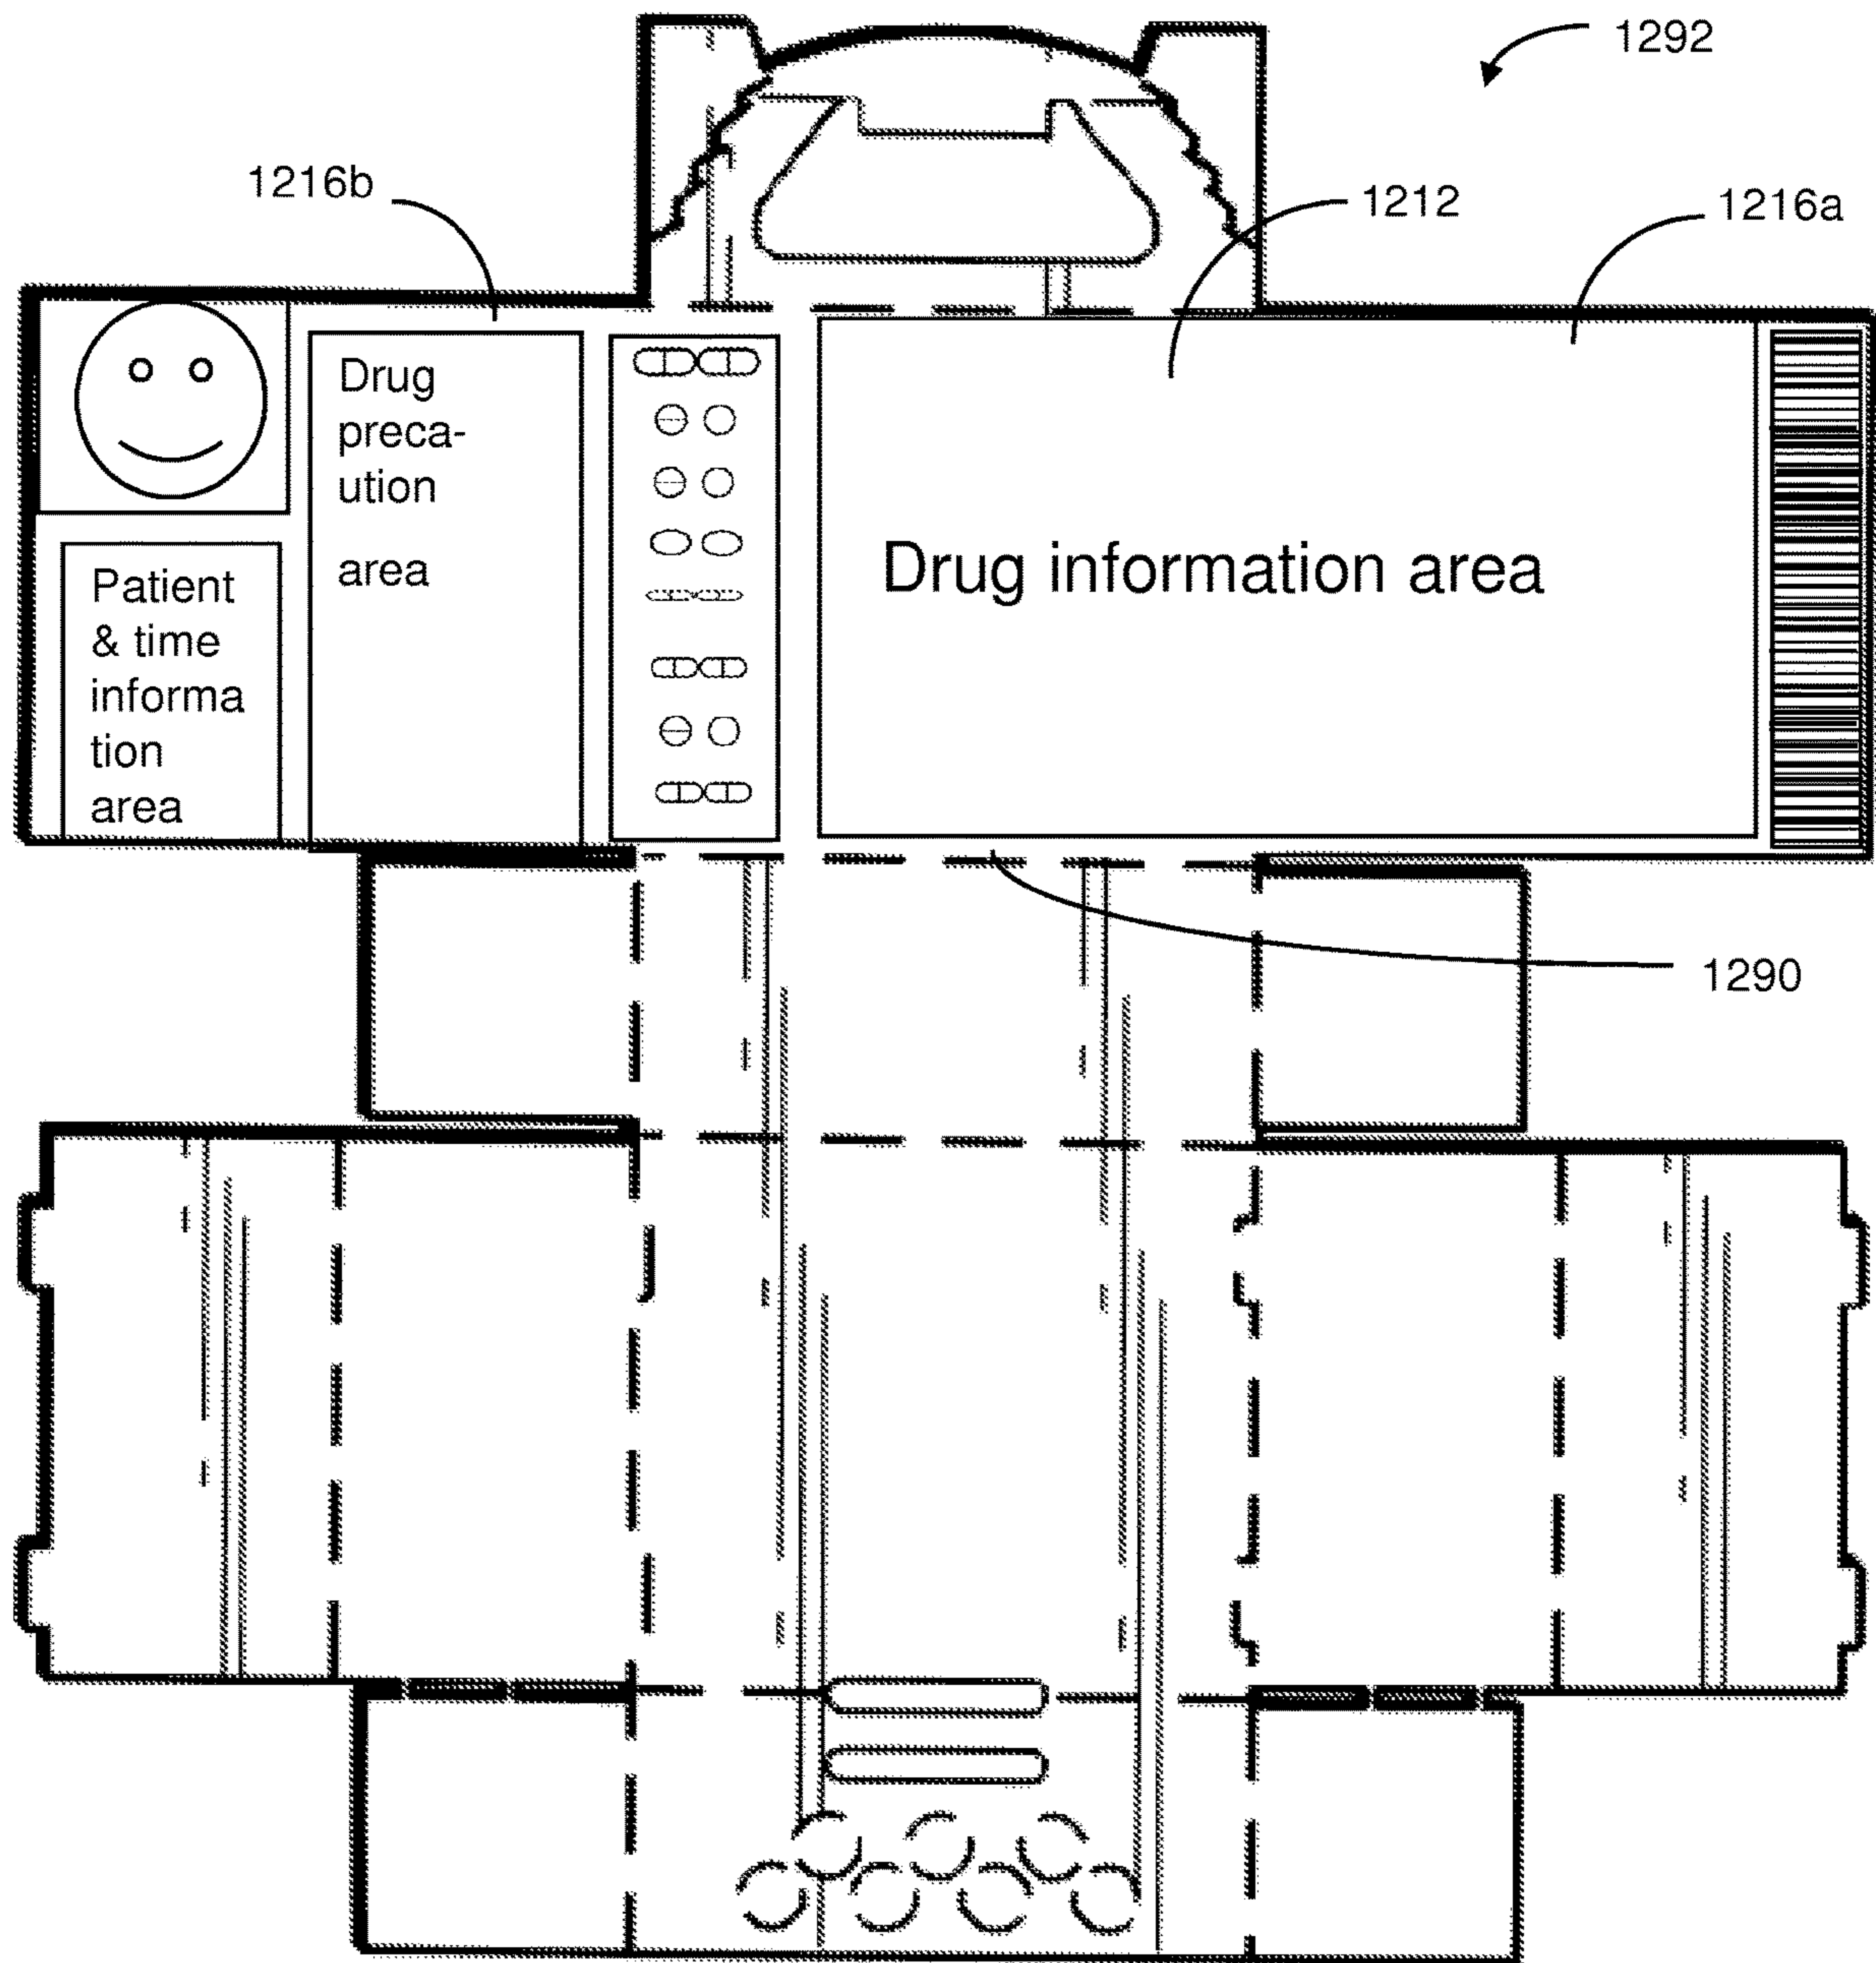 1292
1216b
1212
1216a
Drug
preca-
ution
area
Patient
& time
informa
tion
area
Drug information area
1290